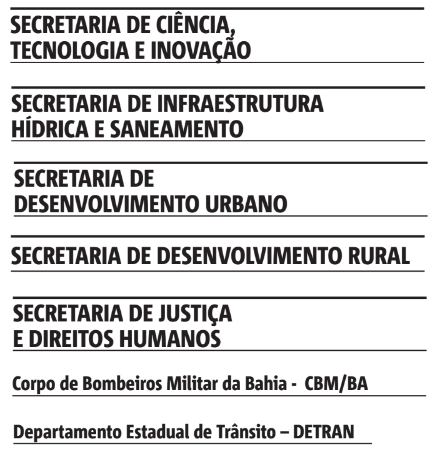 SECRETARIA DE CIÊNCIA,
TECNOLOGIA E INOVAÇÃO
SECRETARIA DE INFRAESTRUTURA
HÍDRICA E SANEAMENTO
SECRETARIA DE
DESENVOLVIMENTO URBANO
SECRETARIA DE DESENVOLVIMENTO RURAL
SECRETARIA DE JUSTIÇA
E DIREITOS HUMANOS
Corpo de Bombeiros Militar da Bahia - CBM/BA
Departamento Estadual de Trânsito – DETRAN